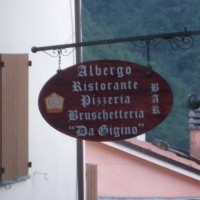 Albergo
Ristorante
Pizzeria
Bruschetteria
"Da Gigino"
BAR